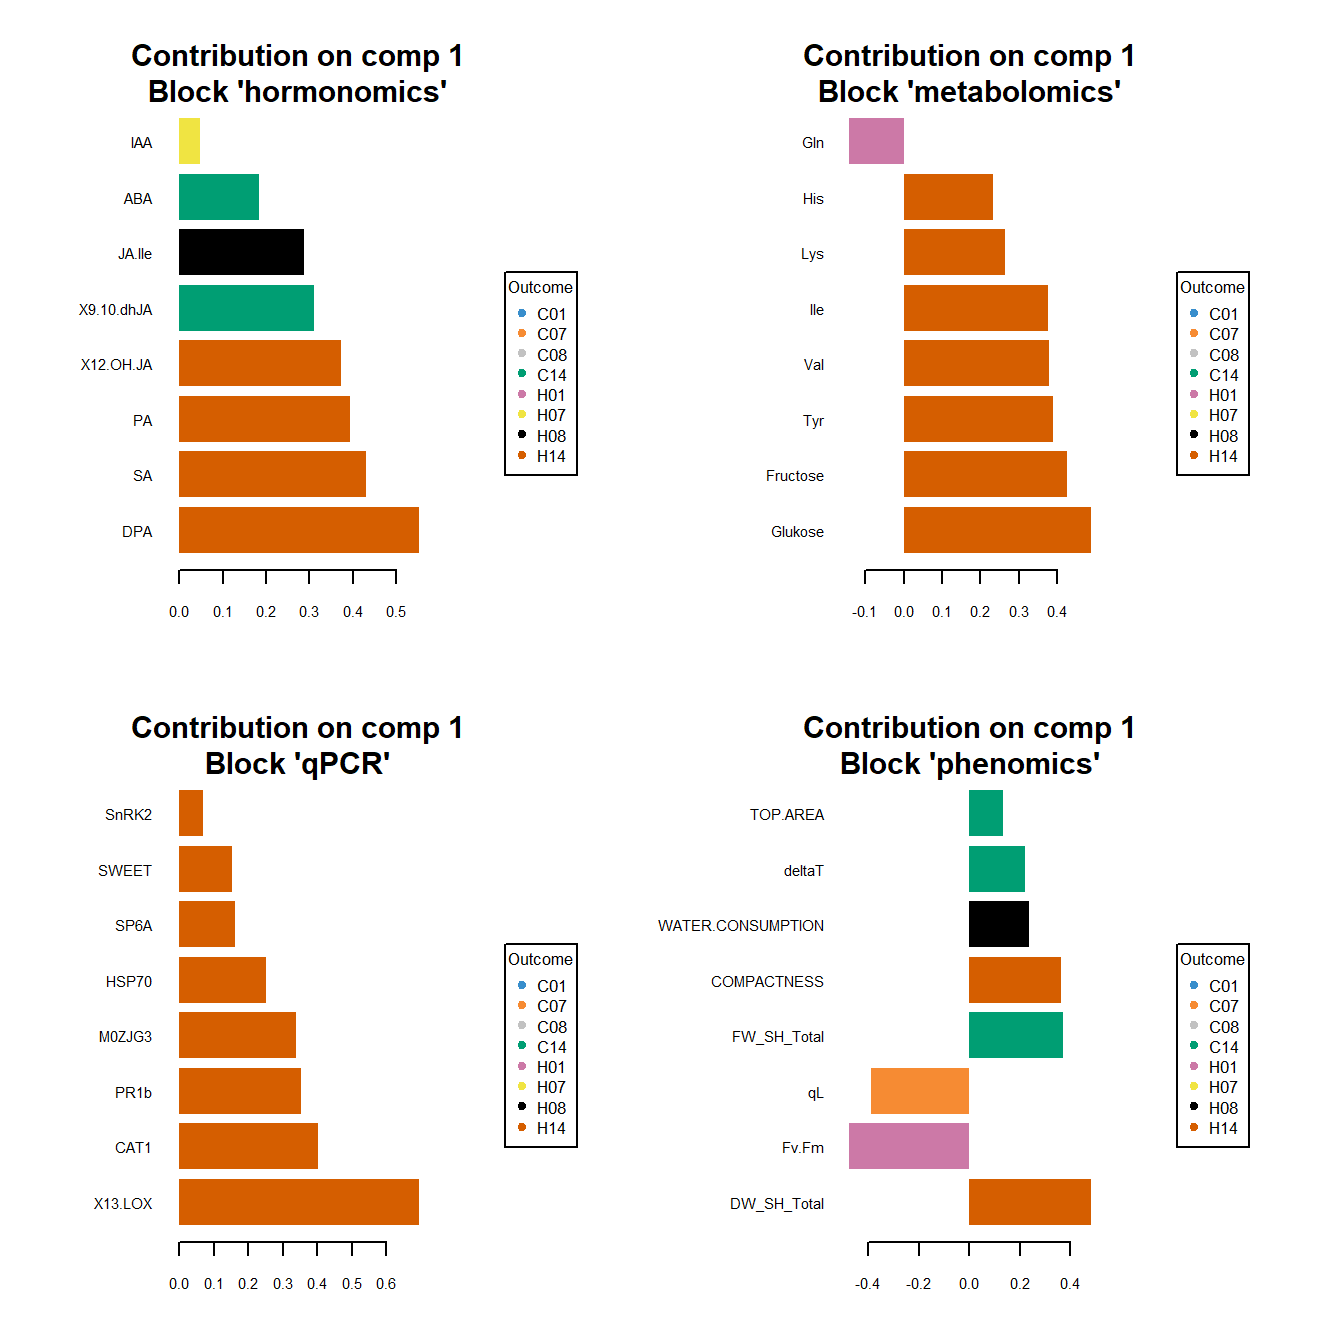 Contribution on comp 1
Block 'hormonomics'
IAA
ABA
JA.Ile
X9.10.dhJA
X12.OH.JA
PA
SA
DPA
0.0 0.1 0.2 0.3 0.4 0.5
Outcome
C01
C07
C08
C14
H01
H07
H08
H14
Contribution on comp 1
Block 'metabolomics'
Gln
His
Lys
Ile
Val
Tyr
Fructose
Glukose
-0.1 0.0 0.1 0.2 0.3 0.4
Outcome
C01
C07
C08
C14
H01
H07
H08
H14
Contribution on comp 1
Block 'qPCR'
SnRK2
SWEET
SP6A
HSP70
M0ZJG3
PR1b
CAT1
X13.LOX
0.0 0.1 0.2 0.3 0.4 0.5 0.6
Outcome
C01
C07
C08
C14
H01
H07
H08
H14
Contribution on comp 1
Block 'phenomics'
TOP.AREA
deltaT
WATER.CONSUMPTION
COMPACTNESS
FW_SH_Total
qL
Fv.Fm
DW_SH_Total
-0.4 -0.2 0.0 0.2 0.4
Outcome
C01
C07
C08
C14
H01
H07
H08
H14